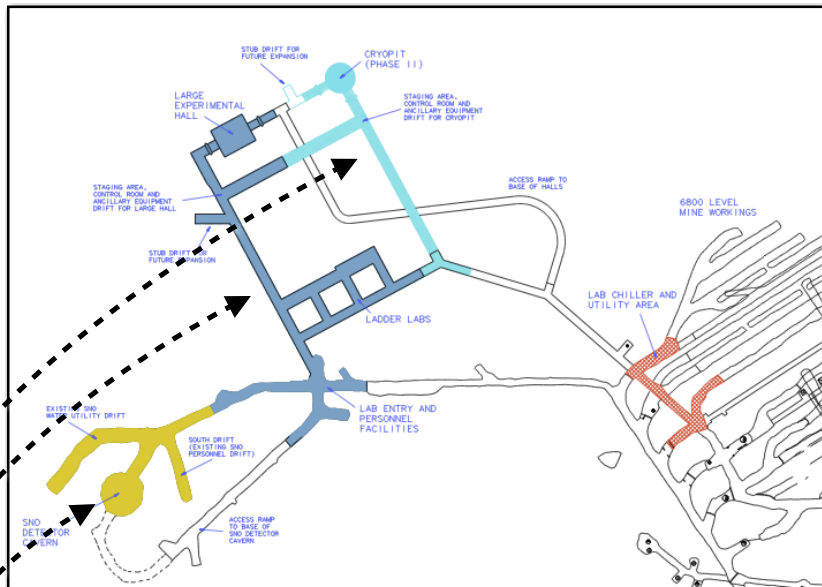 STUB DRIFT FOR
FUTURE EXPANSION
CRYOPIT
(PHASE II)
LARGE
EXPERIMENTAL
HALL
STAGING AREA,
CONTROL ROOM AND
ANCILLARY EQUIPMENT
DRIFT FOR CRYOPIT
STAGING AREA,
CONTROL ROOM AND
ANCILLARY EQUIPMENT
DRIFT FOR LARGE HALL
ACCESS RAMP TO
BASE OF HALLS
6800 LEVEL
MINE WORKINGS
STUB DRIFT FOR
FUTURE EXPANSION
LAB CHILLER AND
UTILITY AREA
LADDER LABS
EXISTING SNO
WATER UTILITY DRIFT
LAB ENTRY AND
PERSONNEL
FACILITIES
SOUTH DRIFT
(EXISTING SNO
PERSONNEL DRIFT)
SNO
DETECTOR
CAVERN
ACCESS RAMP
TO BASE OF
SNO DETECTOR
CAVERN